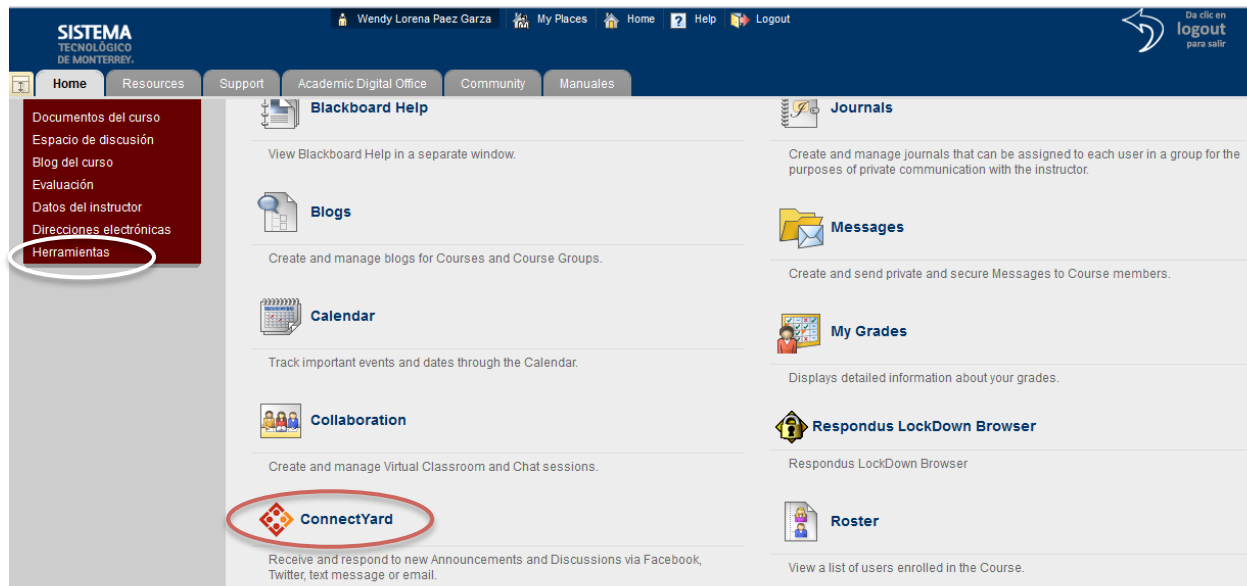 SISTEMA
TECNOLÓGICO
DE MONTERREY.
Wendy Lorena Paez Garza
My Places
Home
Help
Logout
Da clic en
logout
para salir
Home
Resources
Support
Academic Digital Office
Community
Manuales
Documentos del curso
Espacio de discusión
Blog del curso
Evaluación
Datos del instructor
Direcciones electrónicas
Herramientas
Blackboard Help
View Blackboard Help in a separate window.
Blogs
Create and manage blogs for Courses and Course Groups.
Calendar
Track important events and dates through the Calendar.
Collaboration
Create and manage Virtual Classroom and Chat sessions.
ConnectYard
Receive and respond to new Announcements and Discussions via Facebook,
Twitter, text message or email.
Journals
Create and manage journals that can be assigned to each user in a group for the
purposes of private communication with the instructor.
Messages
Create and send private and secure Messages to Course members.
My Grades
Displays detailed information about your grades.
Respondus LockDown Browser
Respondus LockDown Browser
Roster
View a list of users enrolled in the Course.